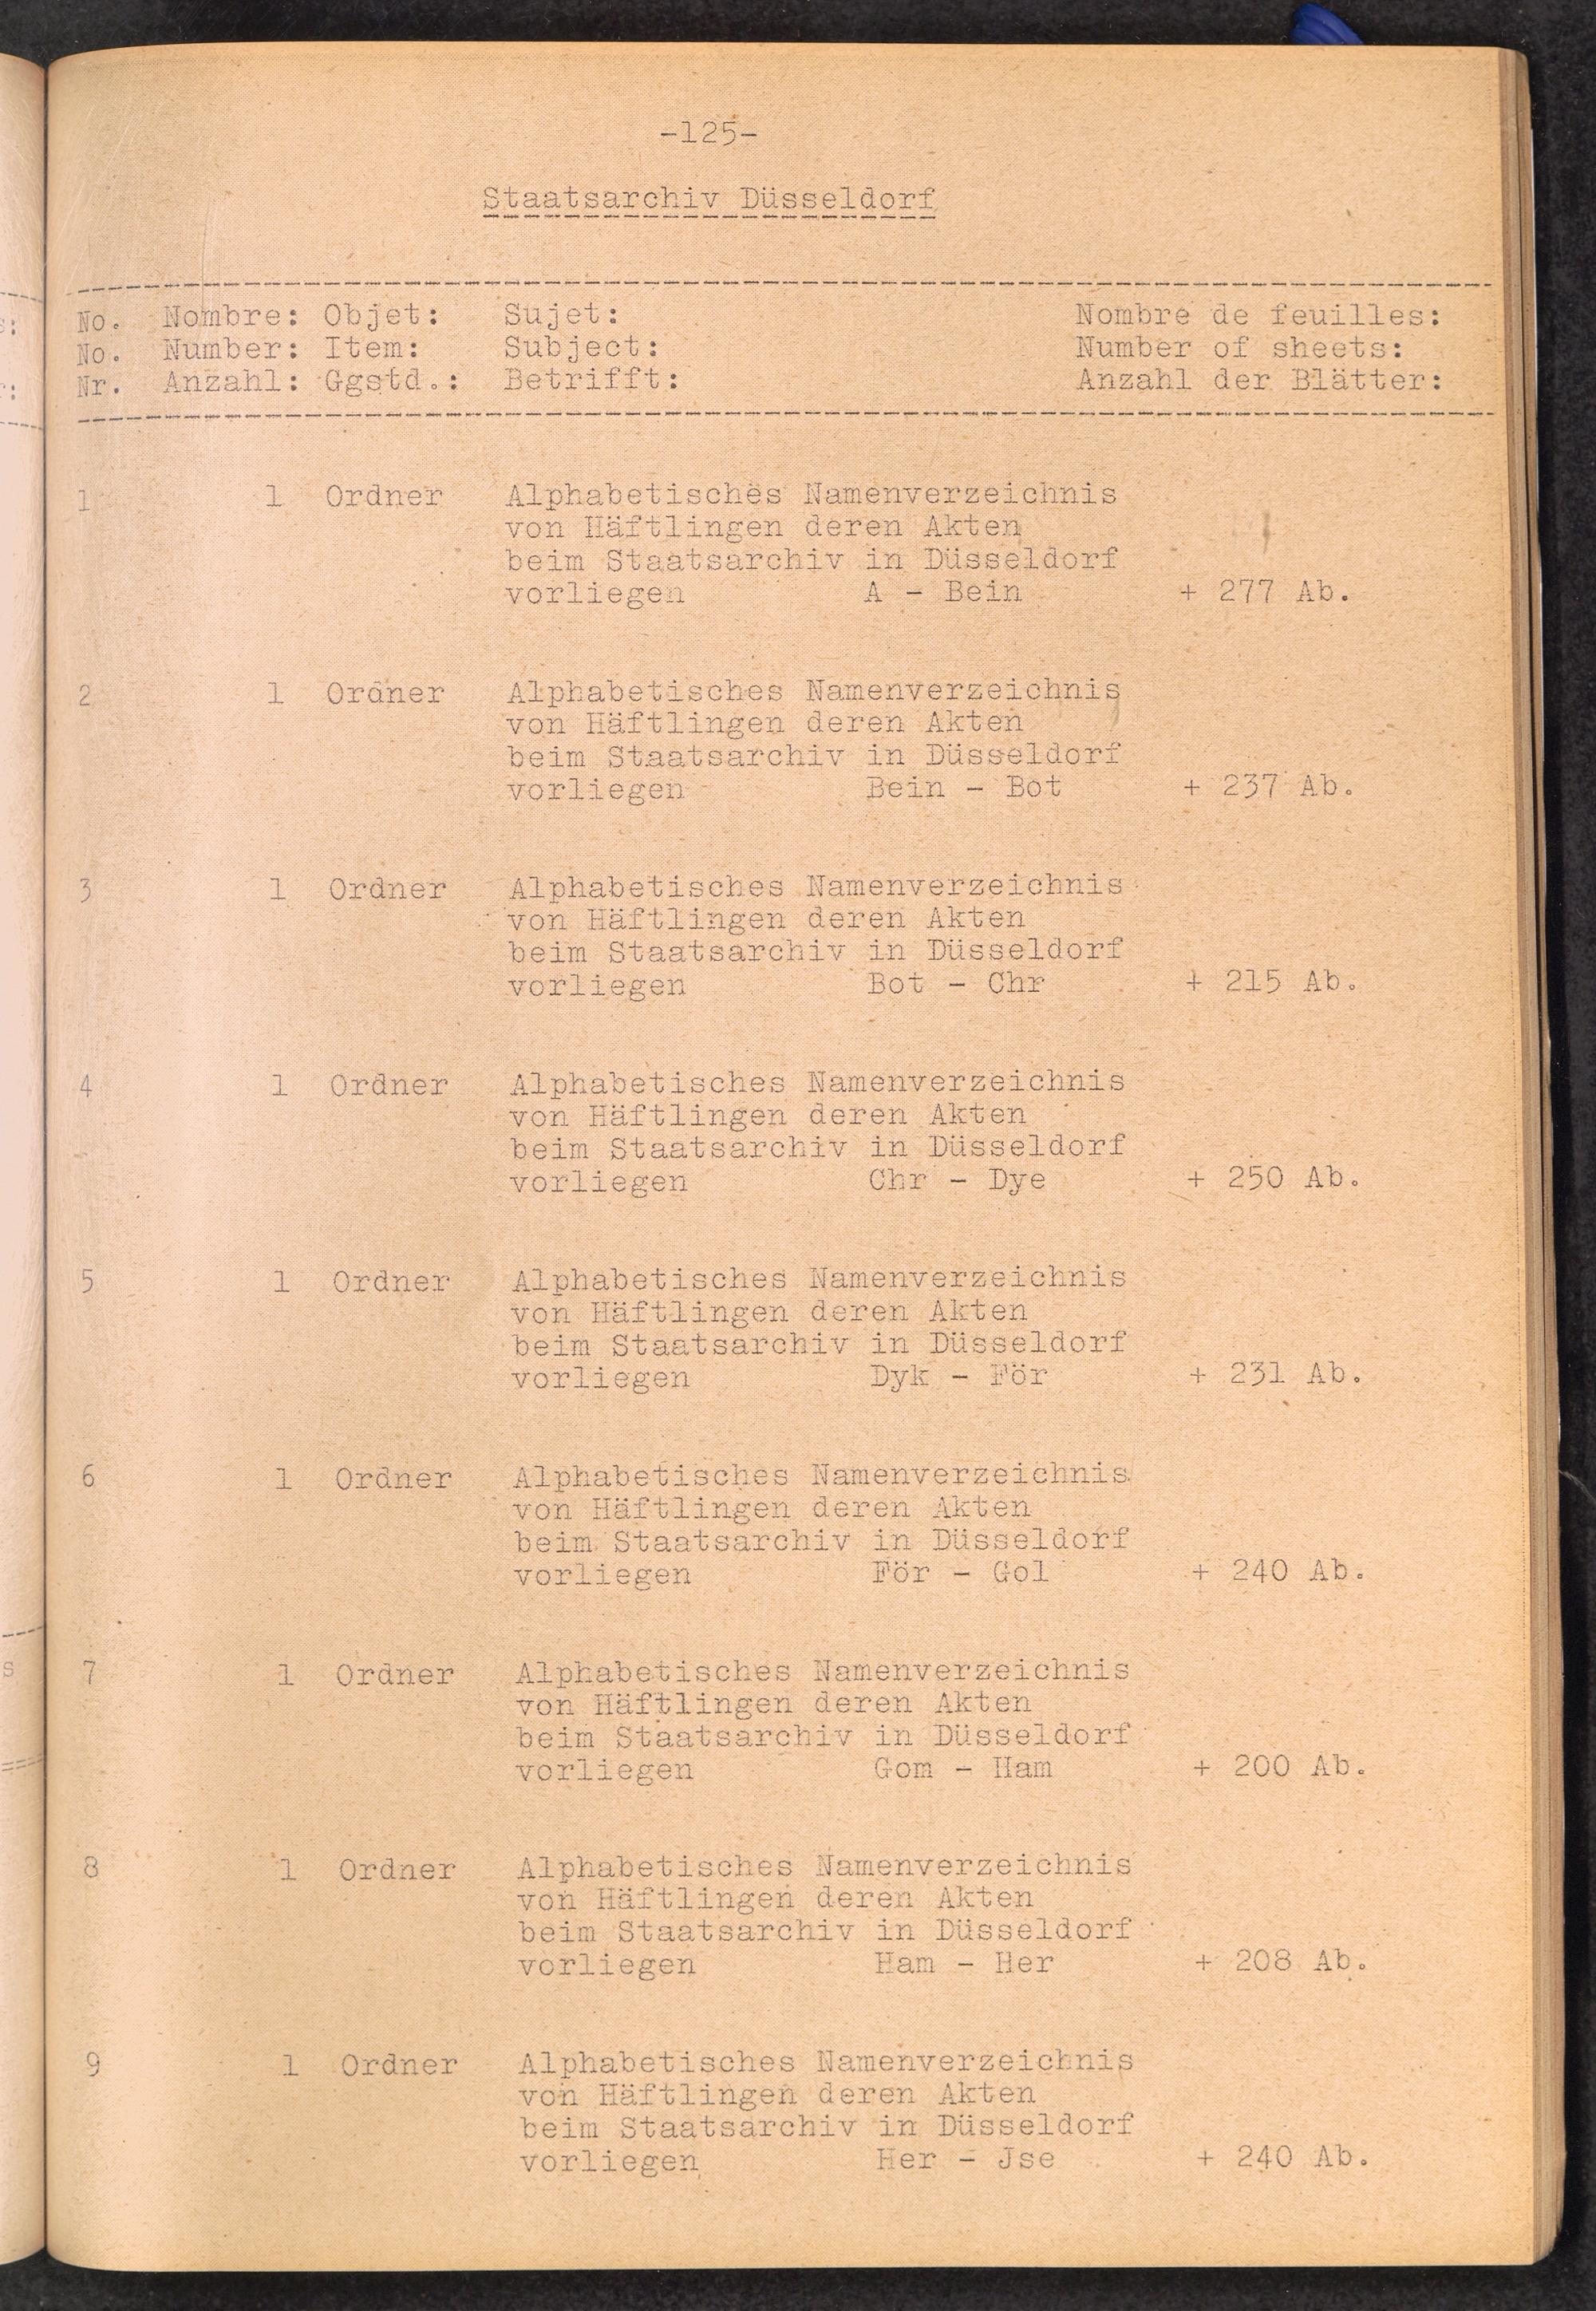 -125-
Staatsarchiv Düsseldorf
No. Nombre: Objet: Sujet: Nombre de feuilles:
No. Number: Item: Subject: Number of sheets:
Nr. Anzahl: Ggstd.: Betrifft: Anzahl der Blätter:
1 1 Ordner Alphabetisches Namenverzeichnis
von Häftlingen deren Akten
beim Staatsarchiv in Düsseldorf
vorliegen A - Bein + 277 Ab.
2 1 Ordner Alphabetisches Namenverzeichnis
von Häftlingen deren Akten
beim Staatsarchiv in Düsseldorf
vorliegen Bein - Bot + 237 Ab.
3 1 Ordner Alphabetisches Namenverzeichnis
von Häftlingen deren Akten
beim Staatsarchiv in Düsseldorf
vorliegen Bot - Chr + 215 Ab.
4 1 Ordner Alphabetisches Namenverzeichnis
von Häftlingen deren Akten
beim Staatsarchiv in Düsseldorf
vorliegen Chr - Dye + 250 Ab.
5 1 Ordner Alphabetisches Namenverzeichnis
von Häftlingen deren Akten
beim Staatsarchiv in Düsseldorf
vorliegen Dyk - För + 231 Ab.
6 1 Ordner Alphabetisches Namenverzeichnis
von Häftlingen deren Akten
beim Staatsarchiv in Düsseldorf
vorliegen För - Gol + 240 Ab.
7 1 Ordner Alphabetisches Namenverzeichnis
von Häftlingen deren Akten
beim Staatsarchiv in Düsseldorf
vorliegen Gom - Ham + 200 Ab.
8 1 Ordner Alphabetisches Namenverzeichnis
von Häftlingen deren Akten
beim Staatsarchiv in Düsseldorf
vorliegen Ham - Her + 208 Ab.
9 1 Ordner Alphabetisches Namenverzeichnis
von Häftlingen deren Akten
beim Staatsarchiv in Düsseldorf
vorliegen Her - Jse + 240 Ab.